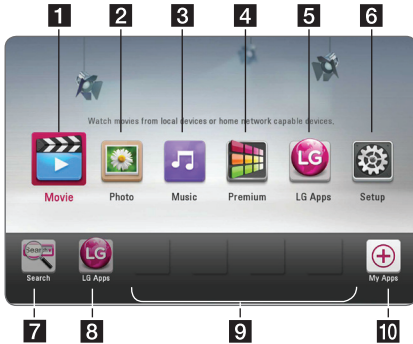 1 2 3 4 5 6
Watch movies from local devices or home network capable devices.
LG
Movie Photo Music Premium LG Apps Setup
Search LG
Search LG Apps My Apps
7 8 9 10